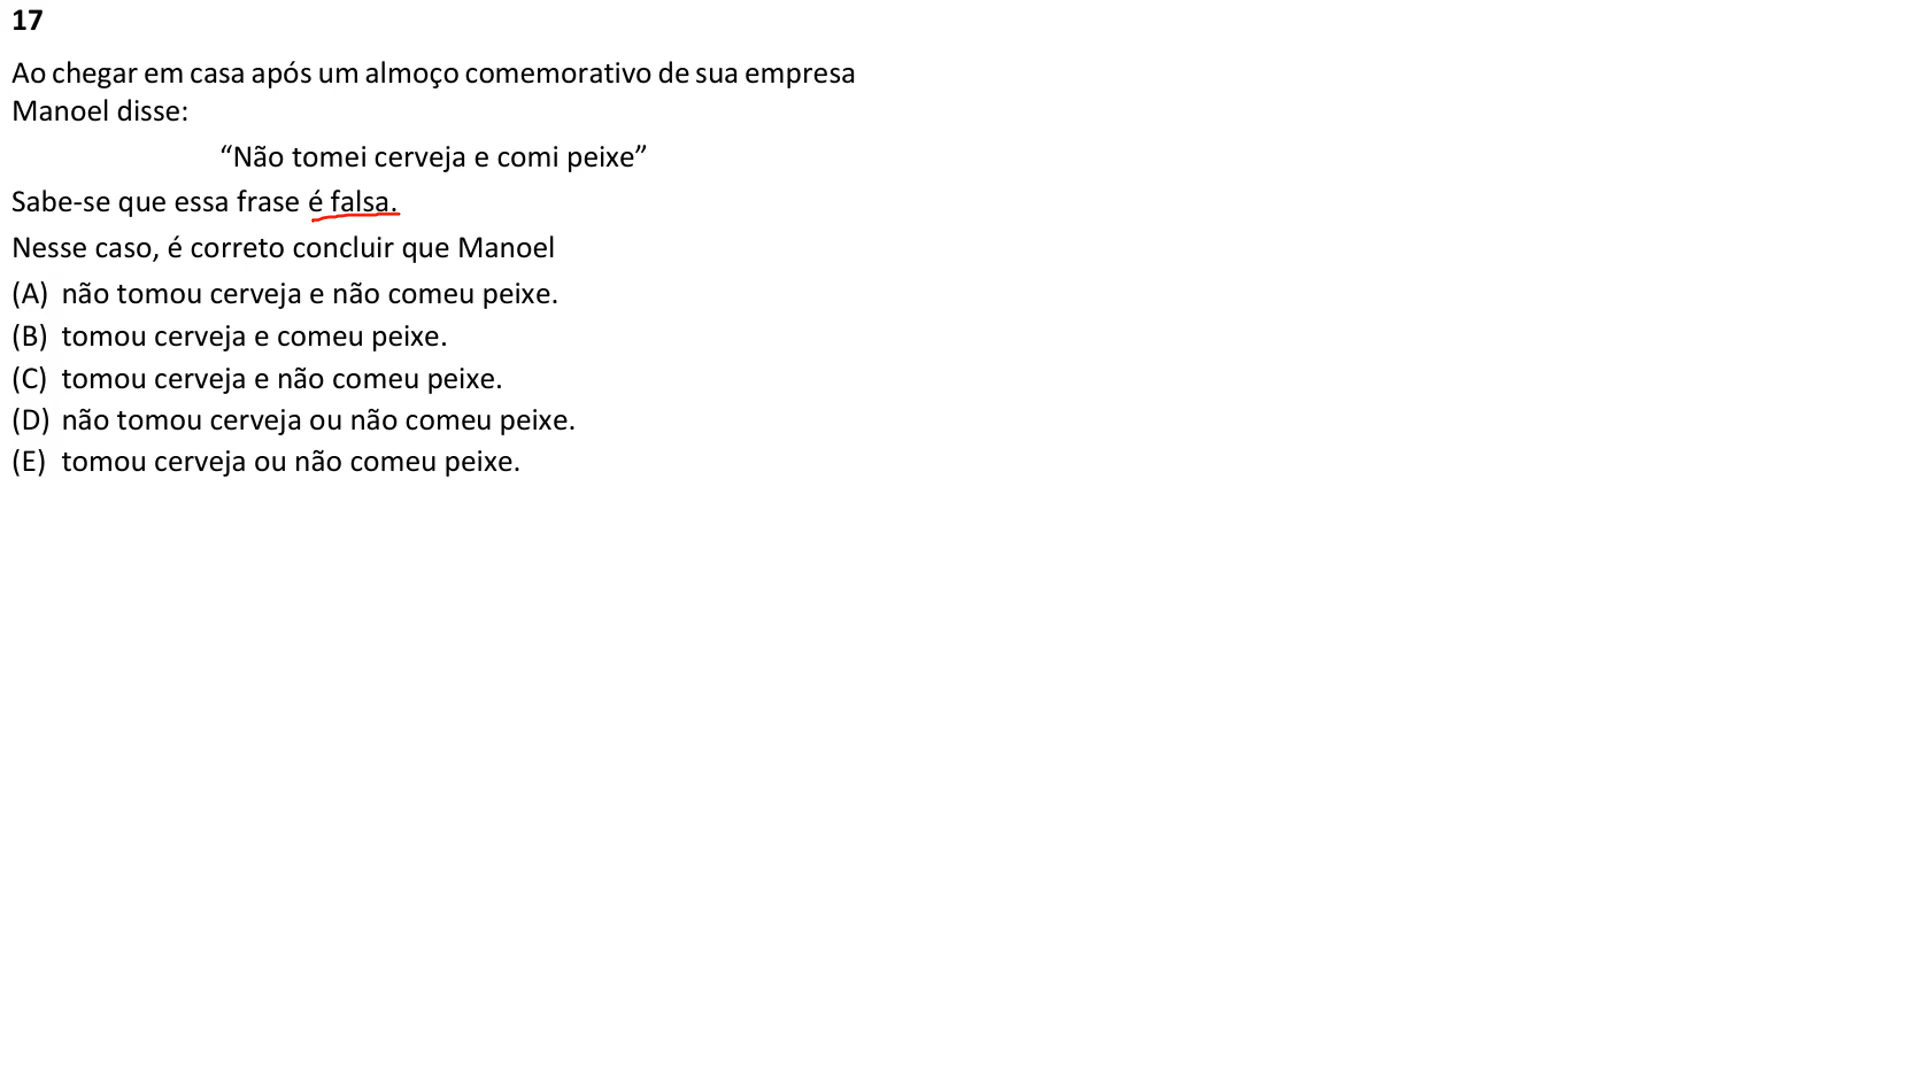 17
Ao chegar em casa após um almoço comemorativo de sua empresa
Manoel disse:
“Não tomei cerveja e comi peixe”
Sabe-se que essa frase é falsa.
Nesse caso, é correto concluir que Manoel
(A) não tomou cerveja e não comeu peixe.
(B) tomou cerveja e comeu peixe.
(C) tomou cerveja e não comeu peixe.
(D) não tomou cerveja ou não comeu peixe.
(E) tomou cerveja ou não comeu peixe.